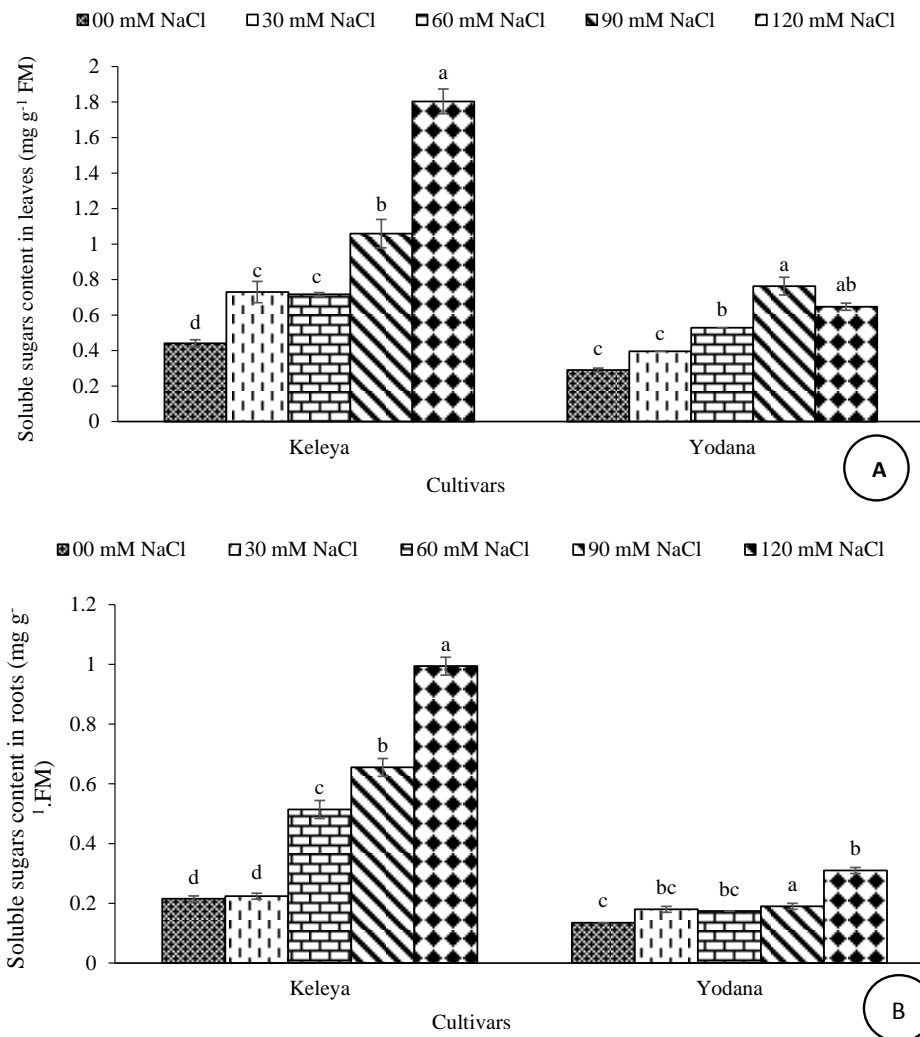 00 mM NaCl 30 mM NaCl 60 mM NaCl 90 mM NaCl 120 mM NaCl
Soluble sugars content in leaves (mg g⁻¹ FM)
2
1.8
1.6
1.4
1.2
1
0.8
0.6
0.4
0.2
0
d c c b a
c c b a ab
Keleya Yodana
Cultivars
A
00 mM NaCl 30 mM NaCl 60 mM NaCl 90 mM NaCl 120 mM NaCl
Soluble sugars content in roots (mg g⁻
¹.FM)
1.2
1
0.8
0.6
0.4
0.2
0
d d c b a
c bc bc a b
Keleya Yodana
Cultivars
B